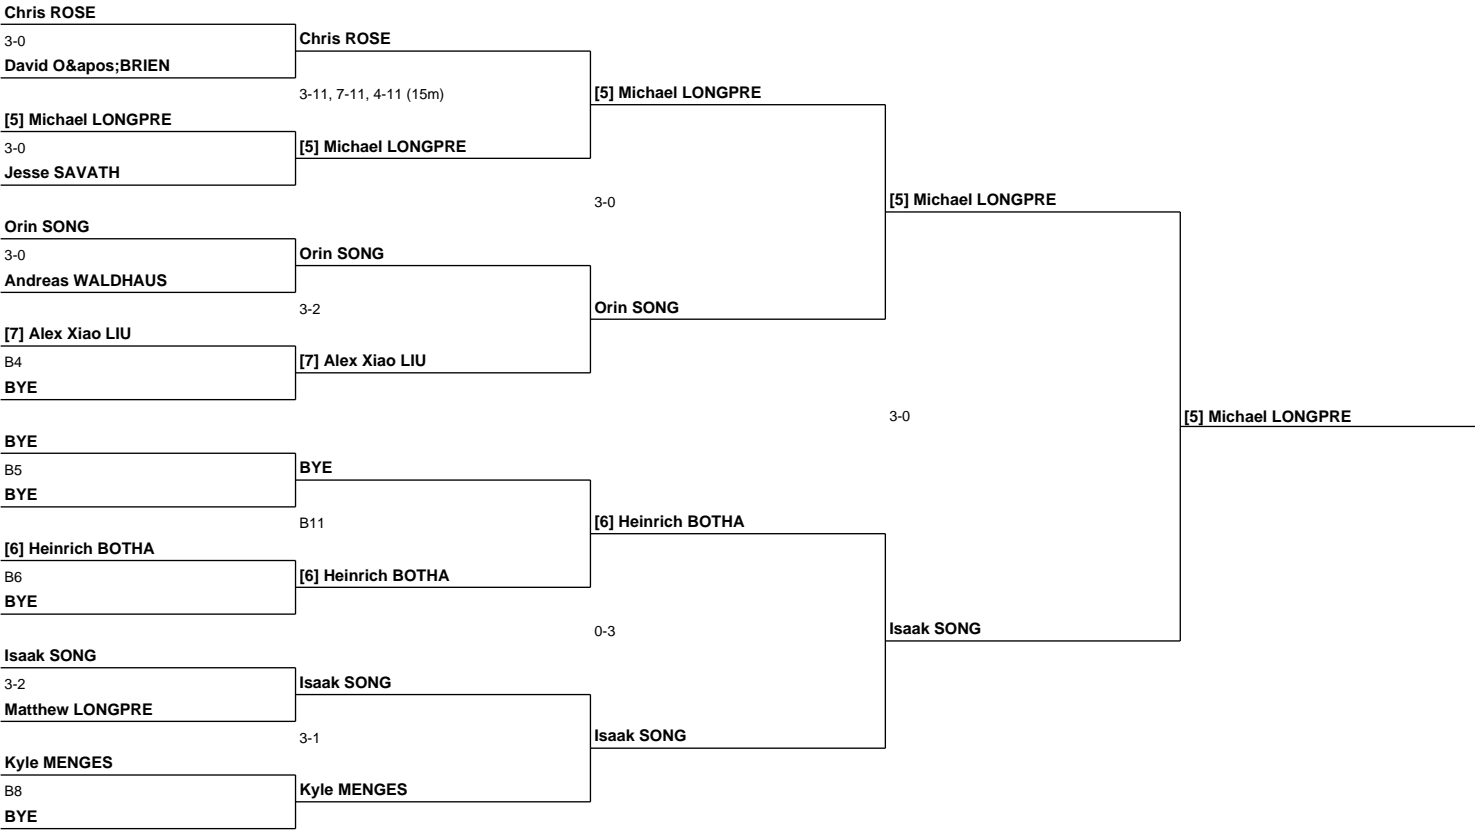 Chris ROSE
3-0
David O&apos;BRIEN
[5] Michael LONGPRE
3-0
Jesse SAVATH
Orin SONG
3-0
Andreas WALDHAUS
[7] Alex Xiao LIU
B4
BYE
BYE
B5
BYE
[6] Heinrich BOTHA
B6
BYE
Isaak SONG
3-2
Matthew LONGPRE
Kyle MENGES
B8
BYE
Chris ROSE
3-11, 7-11, 4-11 (15m)
[5] Michael LONGPRE
Orin SONG
3-2
[7] Alex Xiao LIU
BYE
B11
[6] Heinrich BOTHA
Isaak SONG
3-1
Kyle MENGES
[5] Michael LONGPRE
3-0
Orin SONG
[6] Heinrich BOTHA
0-3
Isaak SONG
[5] Michael LONGPRE
3-0
Isaak SONG
[5] Michael LONGPRE